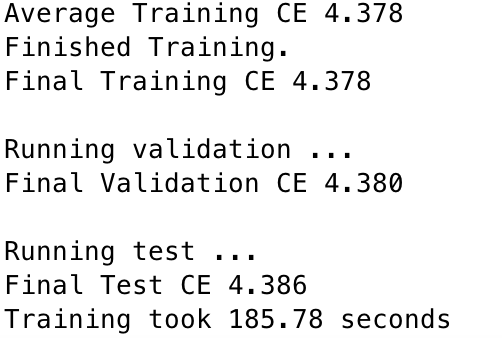 Average Training CE 4.378
Finished Training.
Final Training CE 4.378
Running validation ...
Final Validation CE 4.380
Running test ...
Final Test CE 4.386
Training took 185.78 seconds